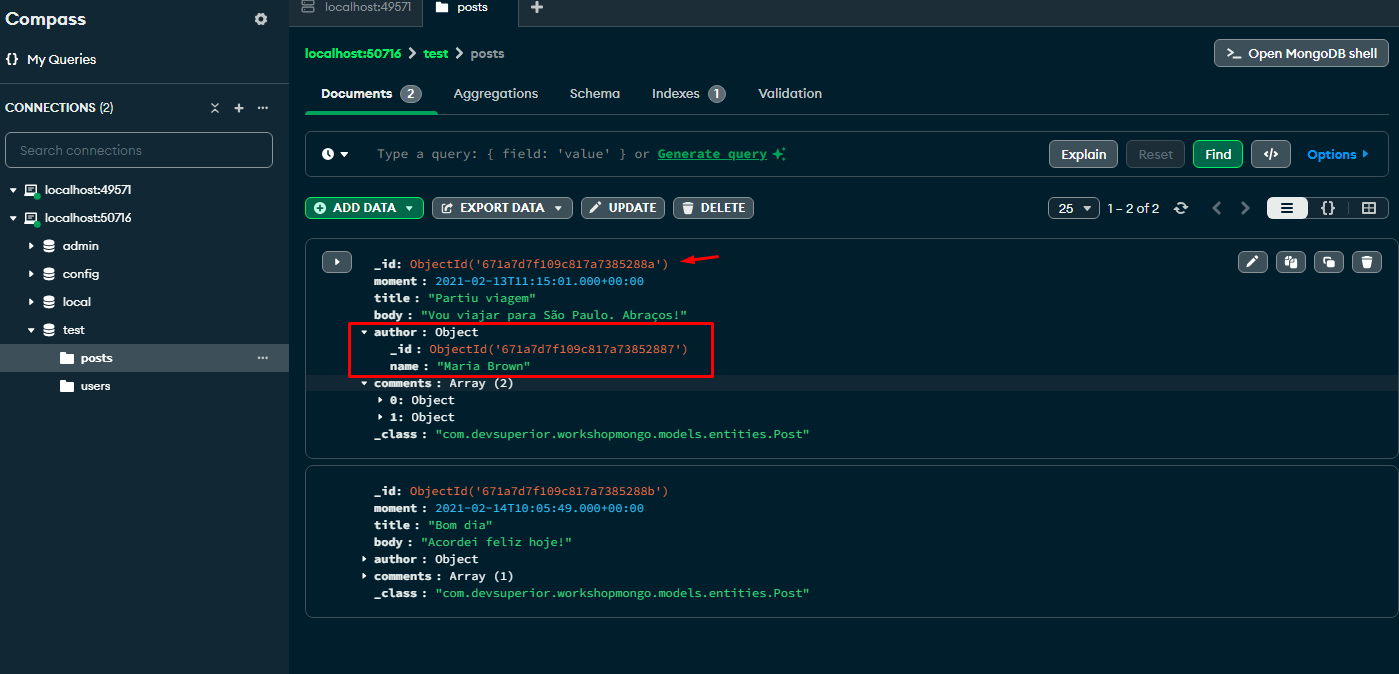 Compass
My Queries
CONNECTIONS (2)
Search connections
localhost:49571
localhost:50716
admin
config
local
test
posts
users
localhost:49571
posts
localhost:50716 > test > posts
Open MongoDB shell
Documents 2 Aggregations Schema Indexes 1 Validation
Type a query: { field: 'value' } or Generate query
Explain Reset Find </> Options
ADD DATA EXPORT DATA UPDATE DELETE
25 1 – 2 of 2 {}
_id: ObjectId('671a7d7f109c817a7385288a')
moment : 2021-02-13T11:15:01.000+00:00
title : "Partiu viagem"
body : "Vou viajar para São Paulo. Abraços!"
author : Object
_id : ObjectId('671a7d7f109c817a73852887')
name : "Maria Brown"
comments : Array (2)
0: Object
1: Object
_class : "com.devsuperior.workshopmongo.models.entities.Post"
_id: ObjectId('671a7d7f109c817a7385288b')
moment : 2021-02-14T10:05:49.000+00:00
title : "Bom dia"
body : "Acordei feliz hoje!"
author : Object
comments : Array (1)
_class : "com.devsuperior.workshopmongo.models.entities.Post"